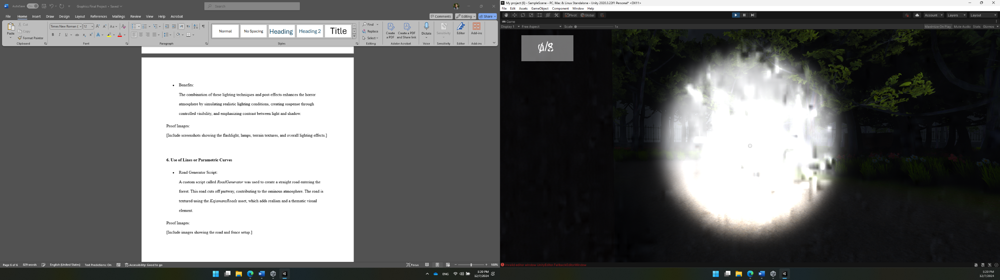 AutoSave On Graphics Final Project • Saved Search
File Home Insert Draw Design Layout References Mailings Review View Help Acrobat Comments Editing Share
Paste Cut Copy Format Painter Clipboard
Times New Roman ( 12 Font
Paragraph
Normal No Spacing Heading Heading 2 Title Styles
Find Replace Select Editing
Create a PDF Create a PDF and Share link Adobe Acrobat
Dictate Voice
Sensitivity Sensitivity
Editor Editor
Add-ins Add-ins
• Benefits:
The combination of these lighting techniques and post-effects enhances the horror
atmosphere by simulating realistic lighting conditions, creating suspense through
controlled visibility, and emphasizing contrast between light and shadow.
Proof Images:
[Include screenshots showing the flashlight, lamps, terrain textures, and overall lighting effects.]
6. Use of Lines or Parametric Curves
• Road Generator Script:
A custom script called RoadGenerator was used to create a straight road entering the
forest. This road cuts off partway, contributing to the ominous atmosphere. The road is
textured using the KajamansRoads asset, which adds realism and a thematic visual
element.
Proof Images:
[Include images showing the road and fence setup.]
Page 6 of 6 829 words English (United States) Text Predictions: On Accessibility: Good to go Focus 100%
ENG 5:20 PM
12/7/2024
My project (6) - SampleScene - PC, Mac & Linux Standalone - Unity 2020.3.22f1 Personal* <DX11>
File Edit Assets GameObject Component Window Help
Pivot Global Account Layers Layout
Game
Display 1 Free Aspect Scale 1x Maximize On Play Mute Audio Stats Gizmos
0/8
Invalid editor window UnityEditor.FallbackEditorWindow
5:20 PM
12/7/2024